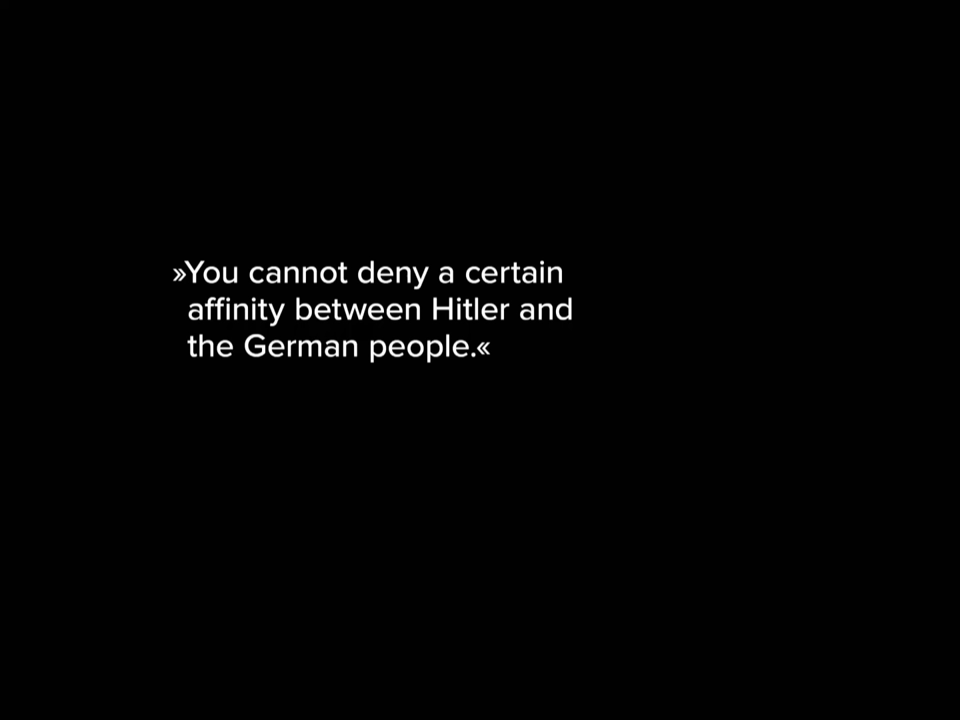 »You cannot deny a certain
affinity between Hitler and
the German people.«